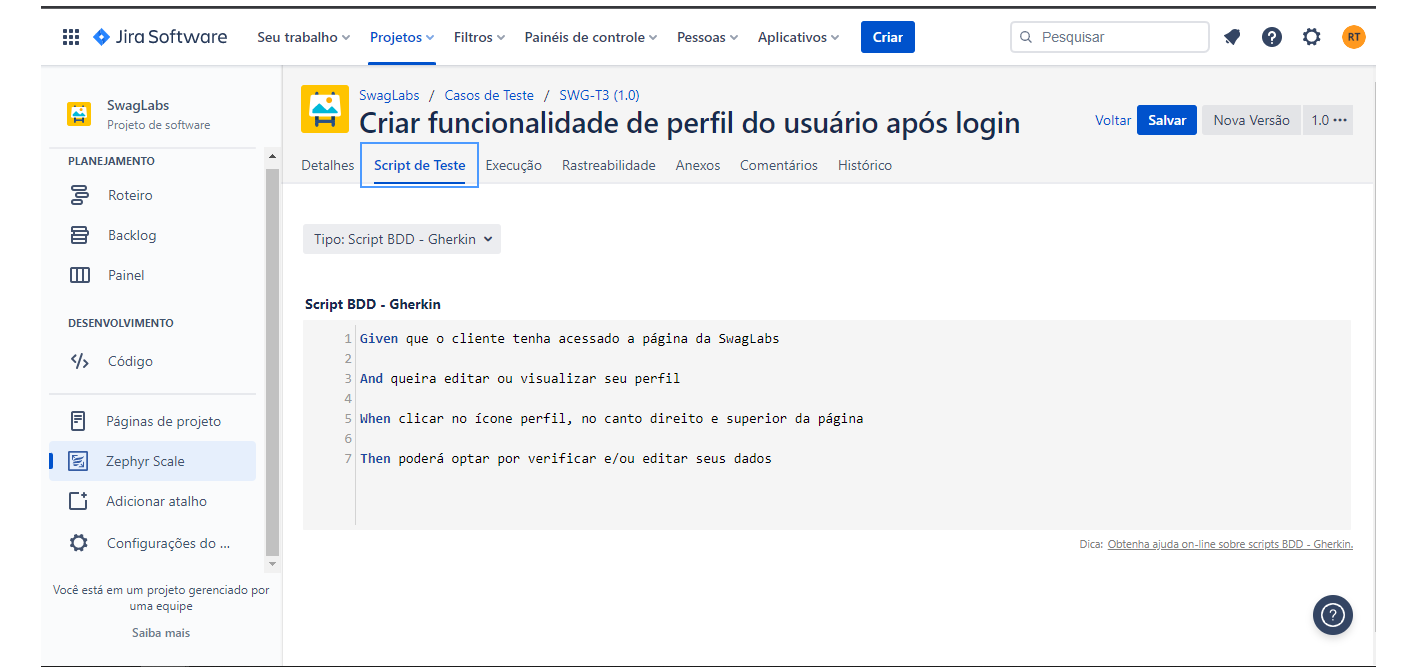 Jira Software
Seu trabalho
Projetos
Filtros
Painéis de controle
Pessoas
Aplicativos
Criar
Pesquisar
RT
SwagLabs
Projeto de software
PLANEJAMENTO
Roteiro
Backlog
Painel
DESENVOLVIMENTO
Código
Páginas de projeto
Zephyr Scale
Adicionar atalho
Configurações do ...
Você está em um projeto gerenciado por
uma equipe
Saiba mais
SwagLabs / Casos de Teste / SWG-T3 (1.0)
Criar funcionalidade de perfil do usuário após login
Voltar
Salvar
Nova Versão
1.0
Detalhes
Script de Teste
Execução
Rastreabilidade
Anexos
Comentários
Histórico
Tipo: Script BDD - Gherkin
Script BDD - Gherkin
1 Given que o cliente tenha acessado a página da SwagLabs
2
3 And queira editar ou visualizar seu perfil
4
5 When clicar no ícone perfil, no canto direito e superior da página
6
7 Then poderá optar por verificar e/ou editar seus dados
Dica: Obtenha ajuda on-line sobre scripts BDD - Gherkin.